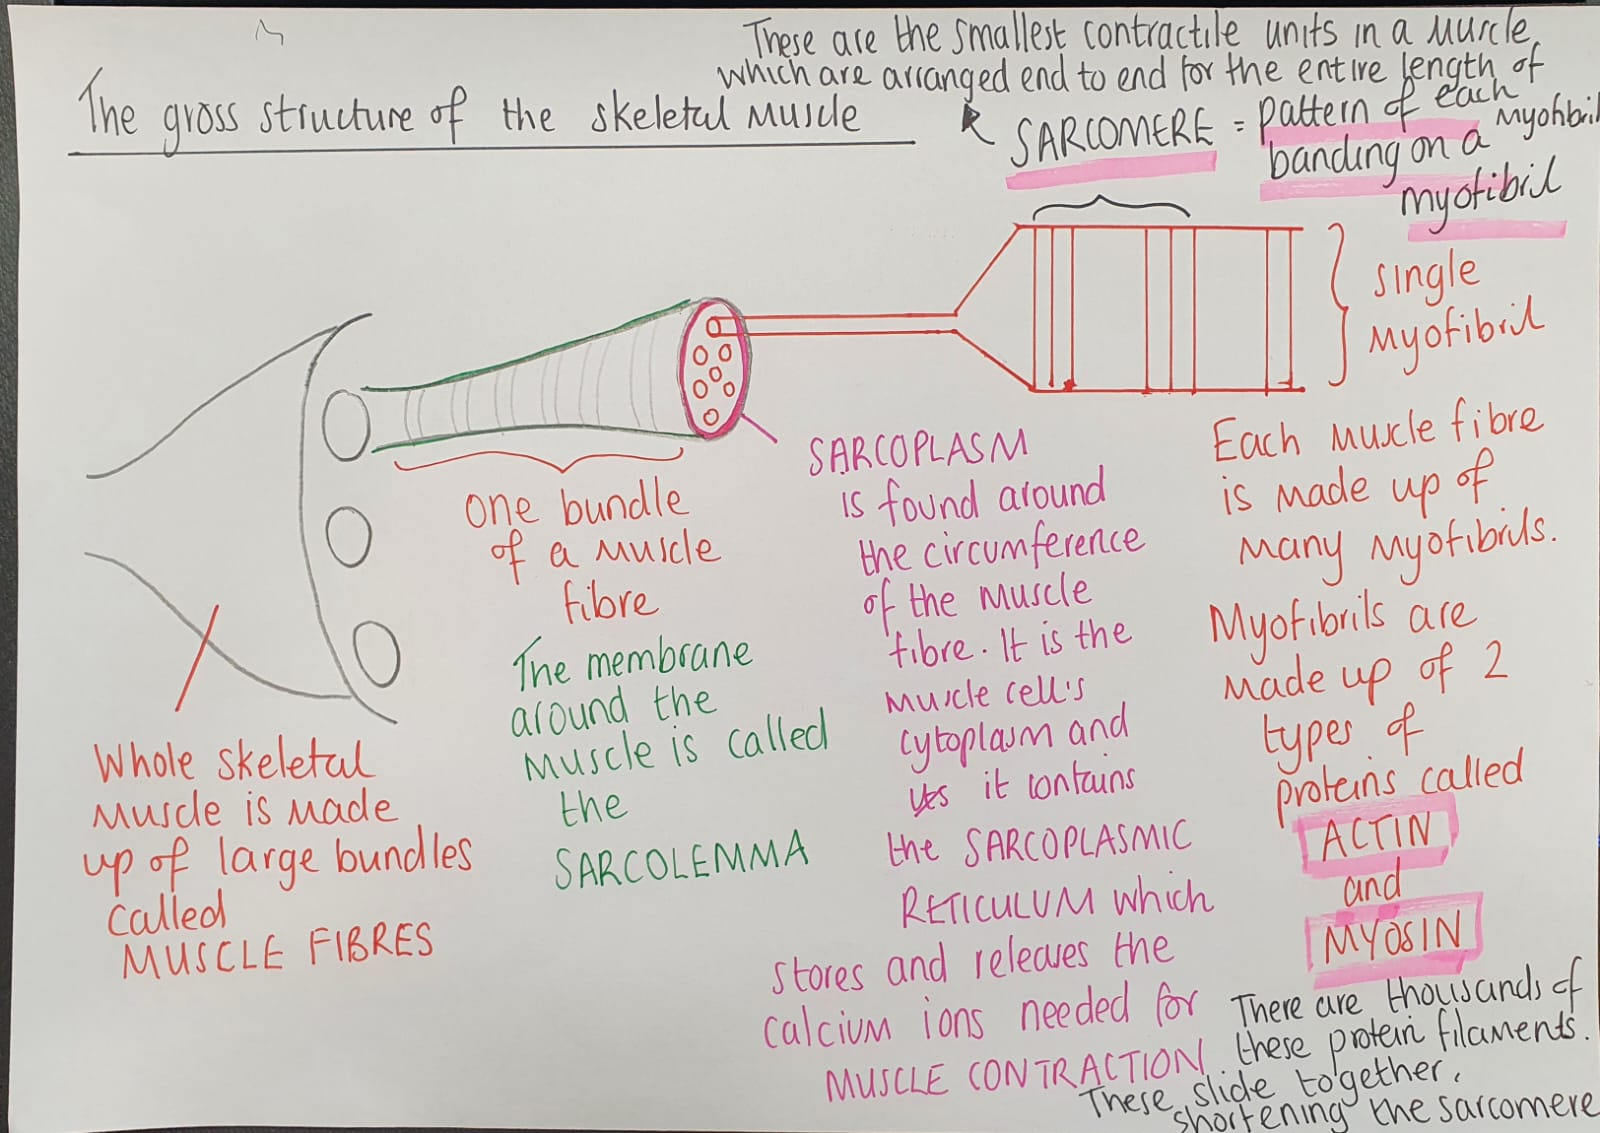 These are the smallest contractile units in a muscle
which are arranged end to end for the entire length of
each
myofibril
The gross structure of the skeletal muscle
SARCOMERE = pattern of
banding on a
myofibril
single
myofibril
one bundle
of a muscle
fibre
The membrane
around the
muscle is called
the
SARCOLEMMA
Whole skeletal
muscle is made
up of large bundles
called
MUSCLE FIBRES
SARCOPLASM
is found around
the circumference
of the muscle
fibre. It is the
muscle cell's
cytoplasm and
it contains
the SARCOPLASMIC
RETICULUM which
stores and releases the
calcium ions needed for
MUSCLE CONTRACTION
Each muscle fibre
is made up of
many myofibrils.
Myofibrils are
made up of 2
types of
proteins called
ACTIN
and
MYOSIN
There are thousands of
these protein filaments.
These slide together,
shortening the sarcomere